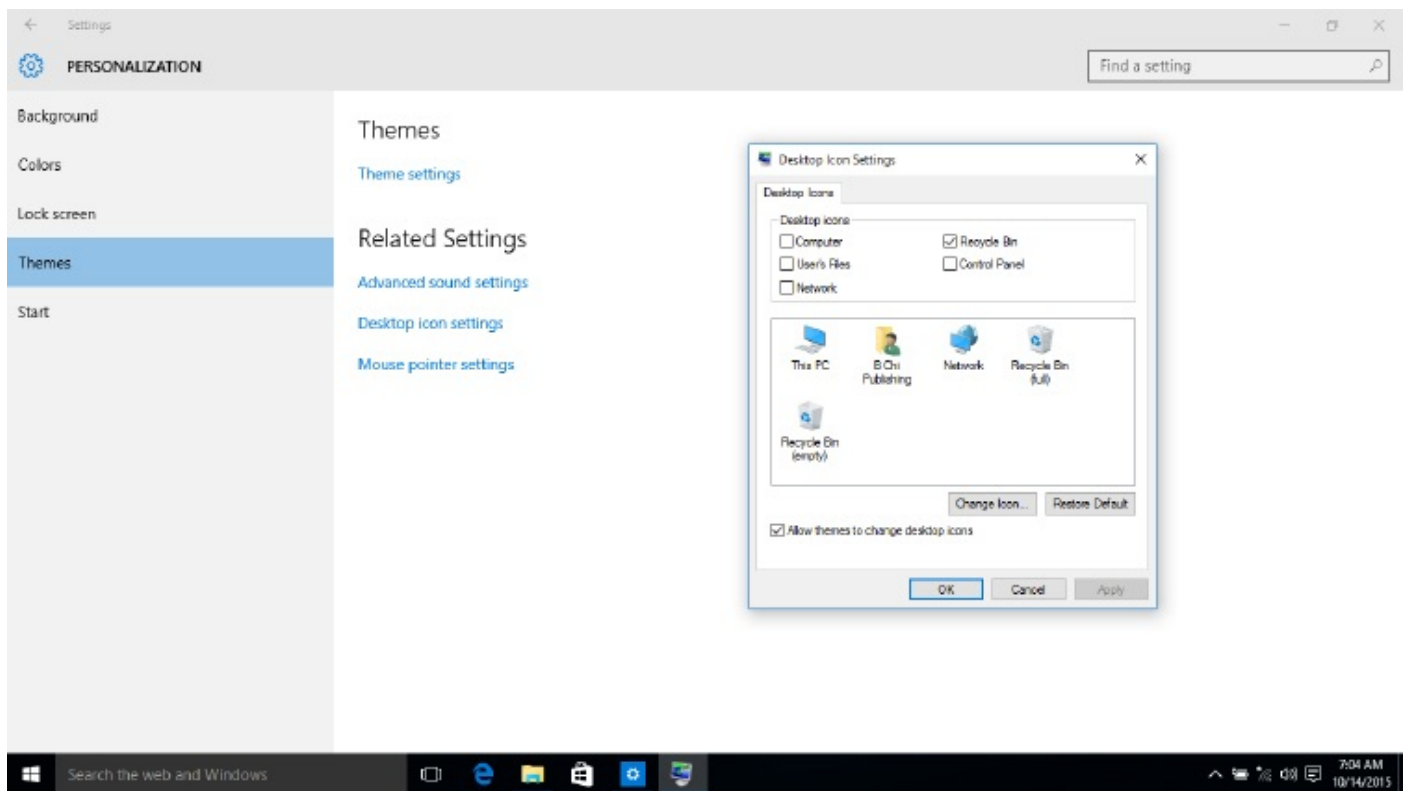 Settings
PERSONALIZATION
Find a setting
Background
Colors
Lock screen
Themes
Start
Themes
Theme settings
Related Settings
Advanced sound settings
Desktop icon settings
Mouse pointer settings
Desktop Icon Settings
Desktop Icons
Desktop icons
Computer
Recycle Bin
User's Files
Control Panel
Network
This PC
B Chi
Publishing
Network
Recycle Bin
(full)
Recycle Bin
(empty)
Change Icon...
Restore Default
Allow themes to change desktop icons
OK
Cancel
Apply
Search the web and Windows
7:04 AM
10/14/2015